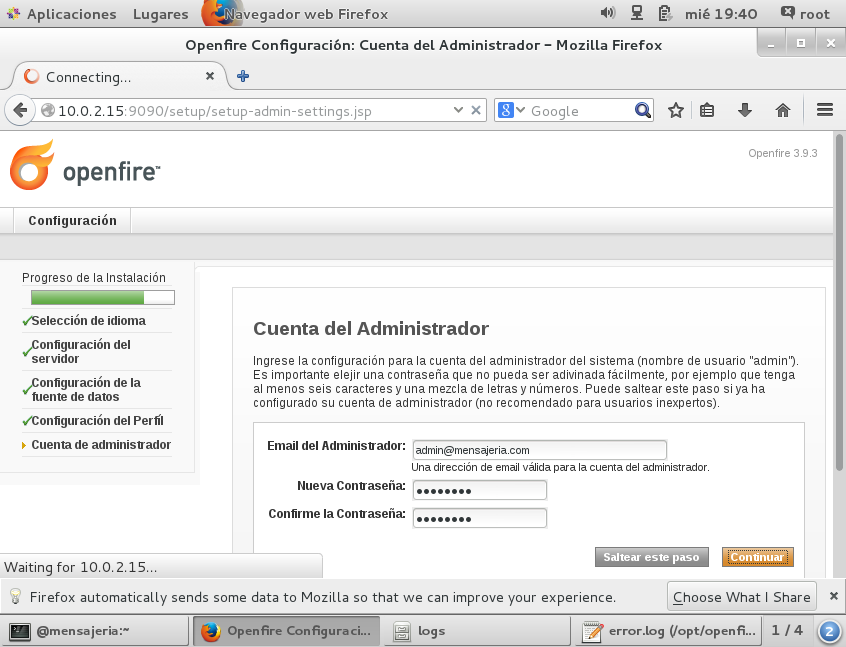 Aplicaciones Lugares Navegador web Firefox mié 19:40 root
Openfire Configuración: Cuenta del Administrador – Mozilla Firefox
Connecting...
10.0.2.15:9090/setup/setup-admin-settings.jsp Google
openfire™ Openfire 3.9.3
Configuración
Progreso de la Instalación
Selección de idioma
Configuración del
servidor
Configuración de la
fuente de datos
Configuración del Perfíl
Cuenta de administrador
Cuenta del Administrador
Ingrese la configuración para la cuenta del administrador del sistema (nombre de usuario "admin").
Es importante elejir una contraseña que no pueda ser adivinada fácilmente, por ejemplo que tenga
al menos seis caracteres y una mezcla de letras y números. Puede saltear este paso si ya ha
configurado su cuenta de administrador (no recomendado para usuarios inexpertos).
Email del Administrador: admin@mensajeria.com
Una dirección de email válida para la cuenta del administrador.
Nueva Contraseña: ●●●●●●●●
Confirme la Contraseña: ●●●●●●●●
Saltear este paso Continuar
Waiting for 10.0.2.15...
Firefox automatically sends some data to Mozilla so that we can improve your experience. Choose What I Share
@mensajeria:~ Openfire Configuraci... logs error.log (/opt/openfi... 1 / 4 2